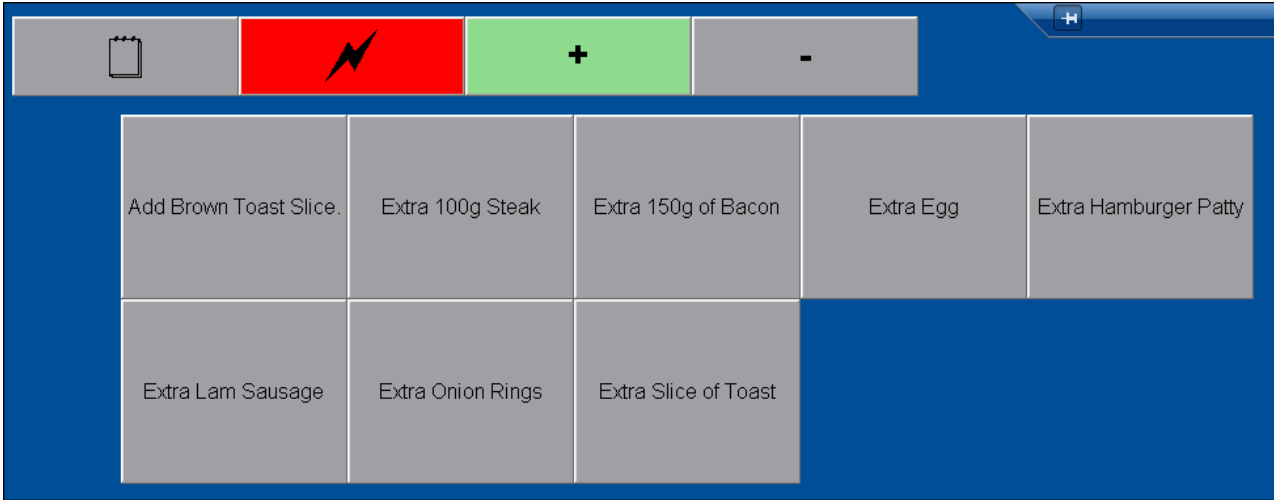 +
-
Add Brown Toast Slice.
Extra 100g Steak
Extra 150g of Bacon
Extra Egg
Extra Hamburger Patty
Extra Lam Sausage
Extra Onion Rings
Extra Slice of Toast